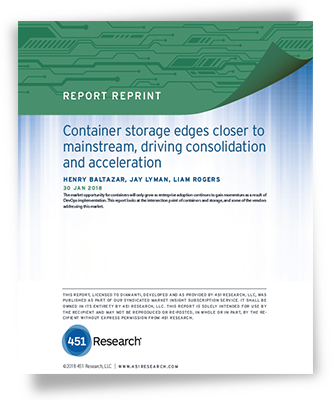 REPORT REPRINT
Container storage edges closer to
mainstream, driving consolidation
and acceleration
HENRY BALTAZAR, JAY LYMAN, LIAM ROGERS
30 JAN 2018
The market opportunity for containers will only grow as enterprise adoption continues to gain momentum as a result of
DevOps implementation. This report looks at the intersection point of containers and storage, and some of the vendors
addressing this market.
THIS REPORT, LICENSED TO DIAMANTI, DEVELOPED AND AS PROVIDED BY 451 RESEARCH, LLC, WAS
PUBLISHED AS PART OF OUR SYNDICATED MARKET INSIGHT SUBSCRIPTION SERVICE. IT SHALL BE
OWNED IN ITS ENTIRETY BY 451 RESEARCH, LLC. THIS REPORT IS SOLELY INTENDED FOR USE BY
THE RECIPIENT AND MAY NOT BE REPRODUCED OR RE-POSTED, IN WHOLE OR IN PART, BY THE RE-
CIPIENT WITHOUT EXPRESS PERMISSION FROM 451 RESEARCH.
451 Research®
©2018 451 Research, LLC | WWW.451RESEARCH.COM